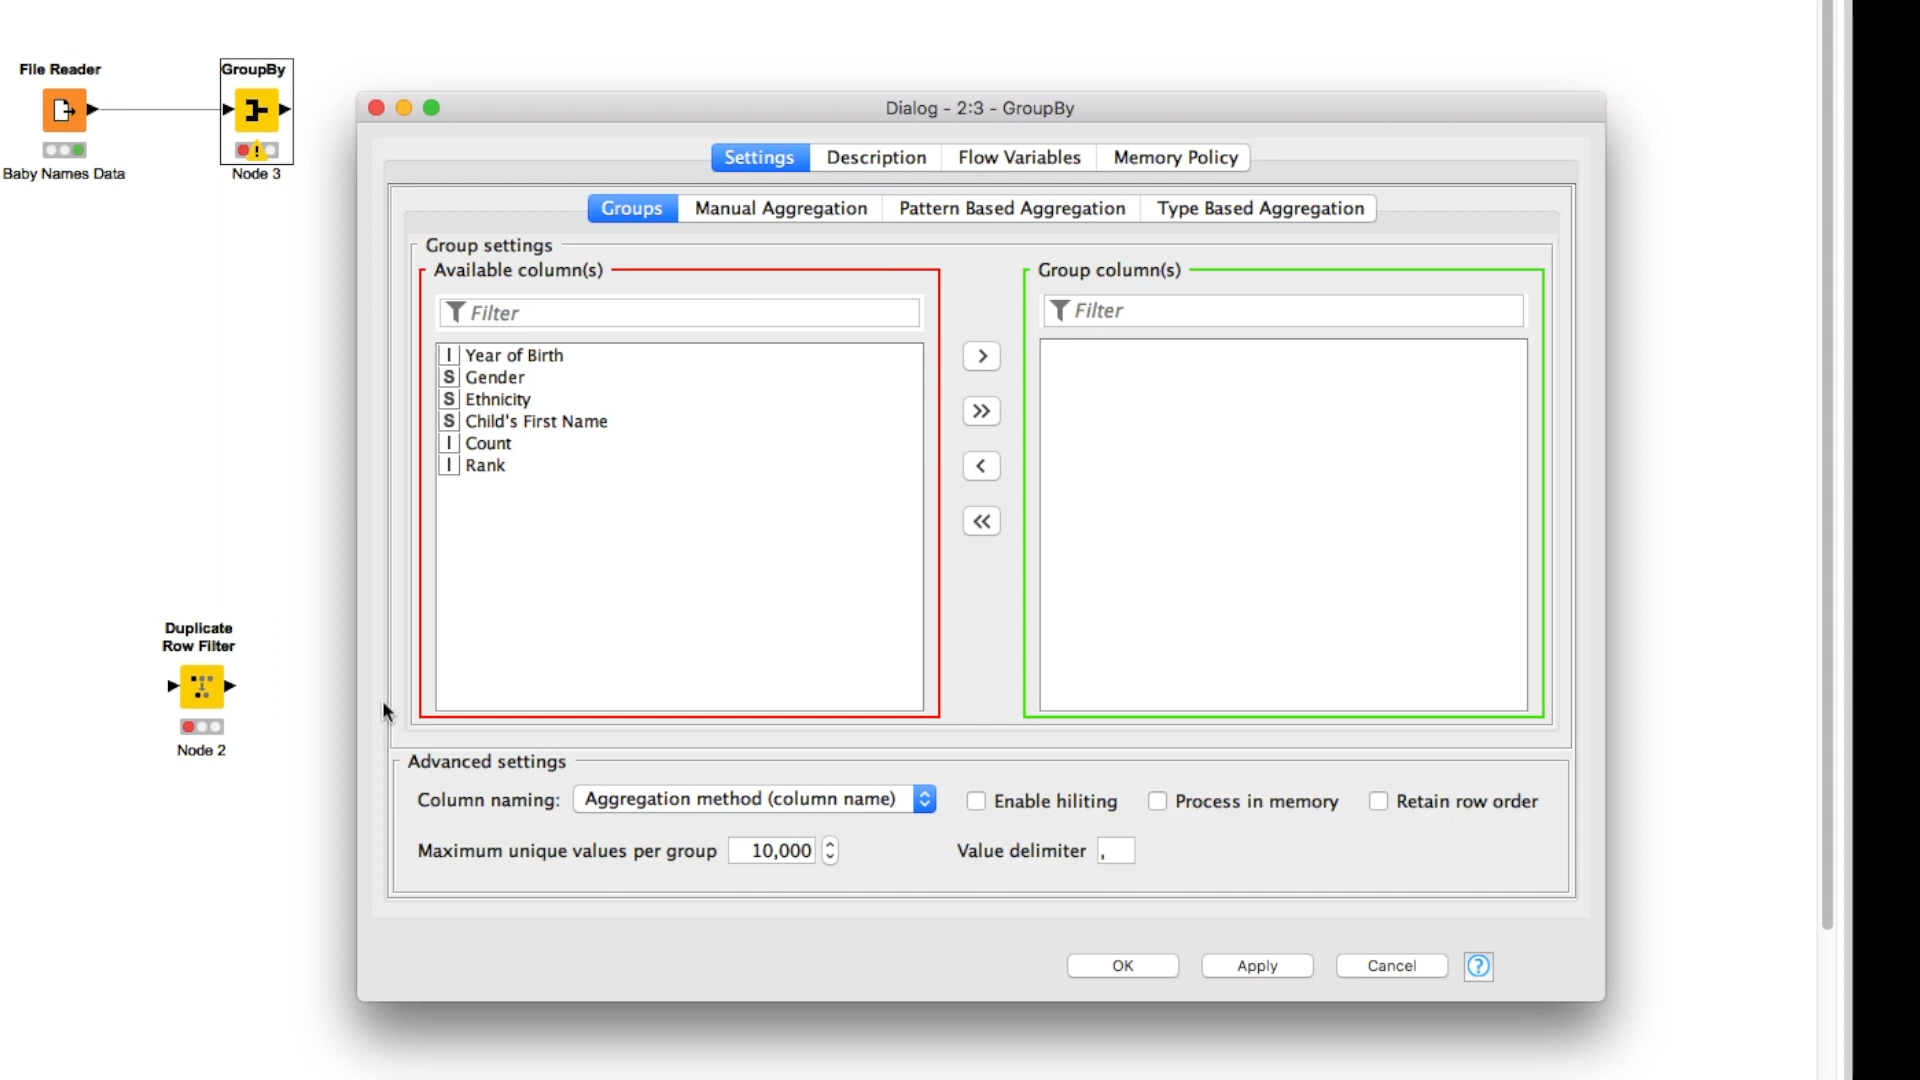 File Reader
Baby Names Data
GroupBy
Node 3
Duplicate
Row Filter
Node 2
Dialog - 2:3 - GroupBy
Settings
Description
Flow Variables
Memory Policy
Groups
Manual Aggregation
Pattern Based Aggregation
Type Based Aggregation
Group settings
Available column(s)
Filter
I Year of Birth
S Gender
S Ethnicity
S Child's First Name
I Count
I Rank
>
>>
<
<<
Group column(s)
Filter
Advanced settings
Column naming: Aggregation method (column name)
Enable hiliting
Process in memory
Retain row order
Maximum unique values per group 10,000
Value delimiter ,
OK
Apply
Cancel
?